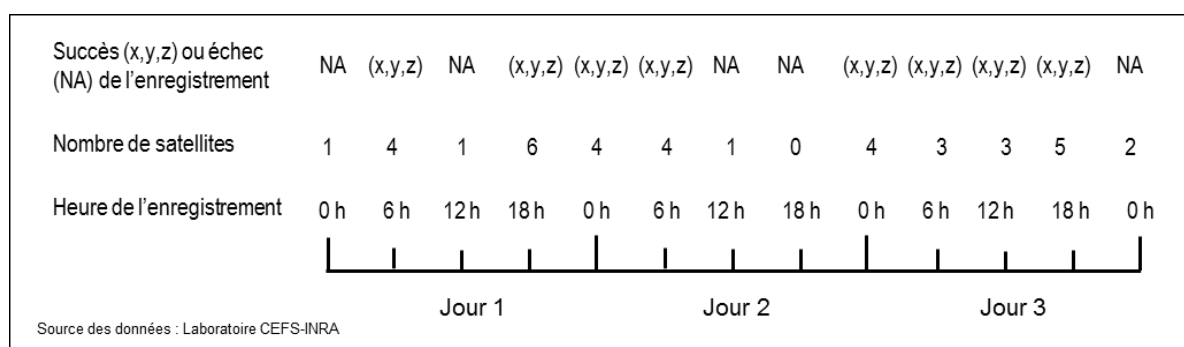 Succès (x,y,z) ou échec
(NA) de l’enregistrement
NA (x,y,z) NA (x,y,z) (x,y,z) (x,y,z) NA NA (x,y,z) (x,y,z) (x,y,z) (x,y,z) NA
Nombre de satellites 1 4 1 6 4 4 1 0 4 3 3 5 2
Heure de l’enregistrement 0 h 6 h 12 h 18 h 0 h 6 h 12 h 18 h 0 h 6 h 12 h 18 h 0 h
Jour 1 Jour 2 Jour 3
Source des données : Laboratoire CEFS-INRA